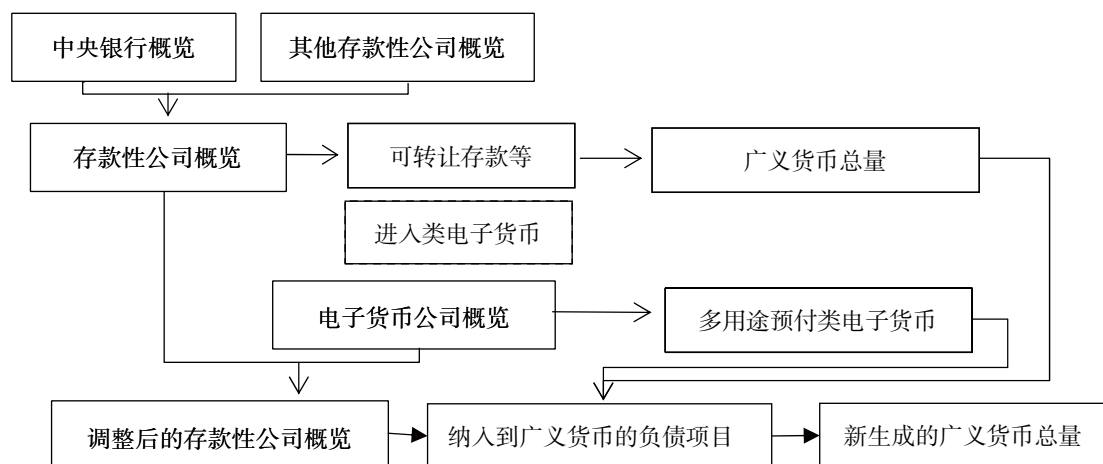 中央银行概览
其他存款性公司概览
存款性公司概览
可转让存款等
广义货币总量
进入类电子货币
电子货币公司概览
多用途预付类电子货币
调整后的存款性公司概览
纳入到广义货币的负债项目
新生成的广义货币总量